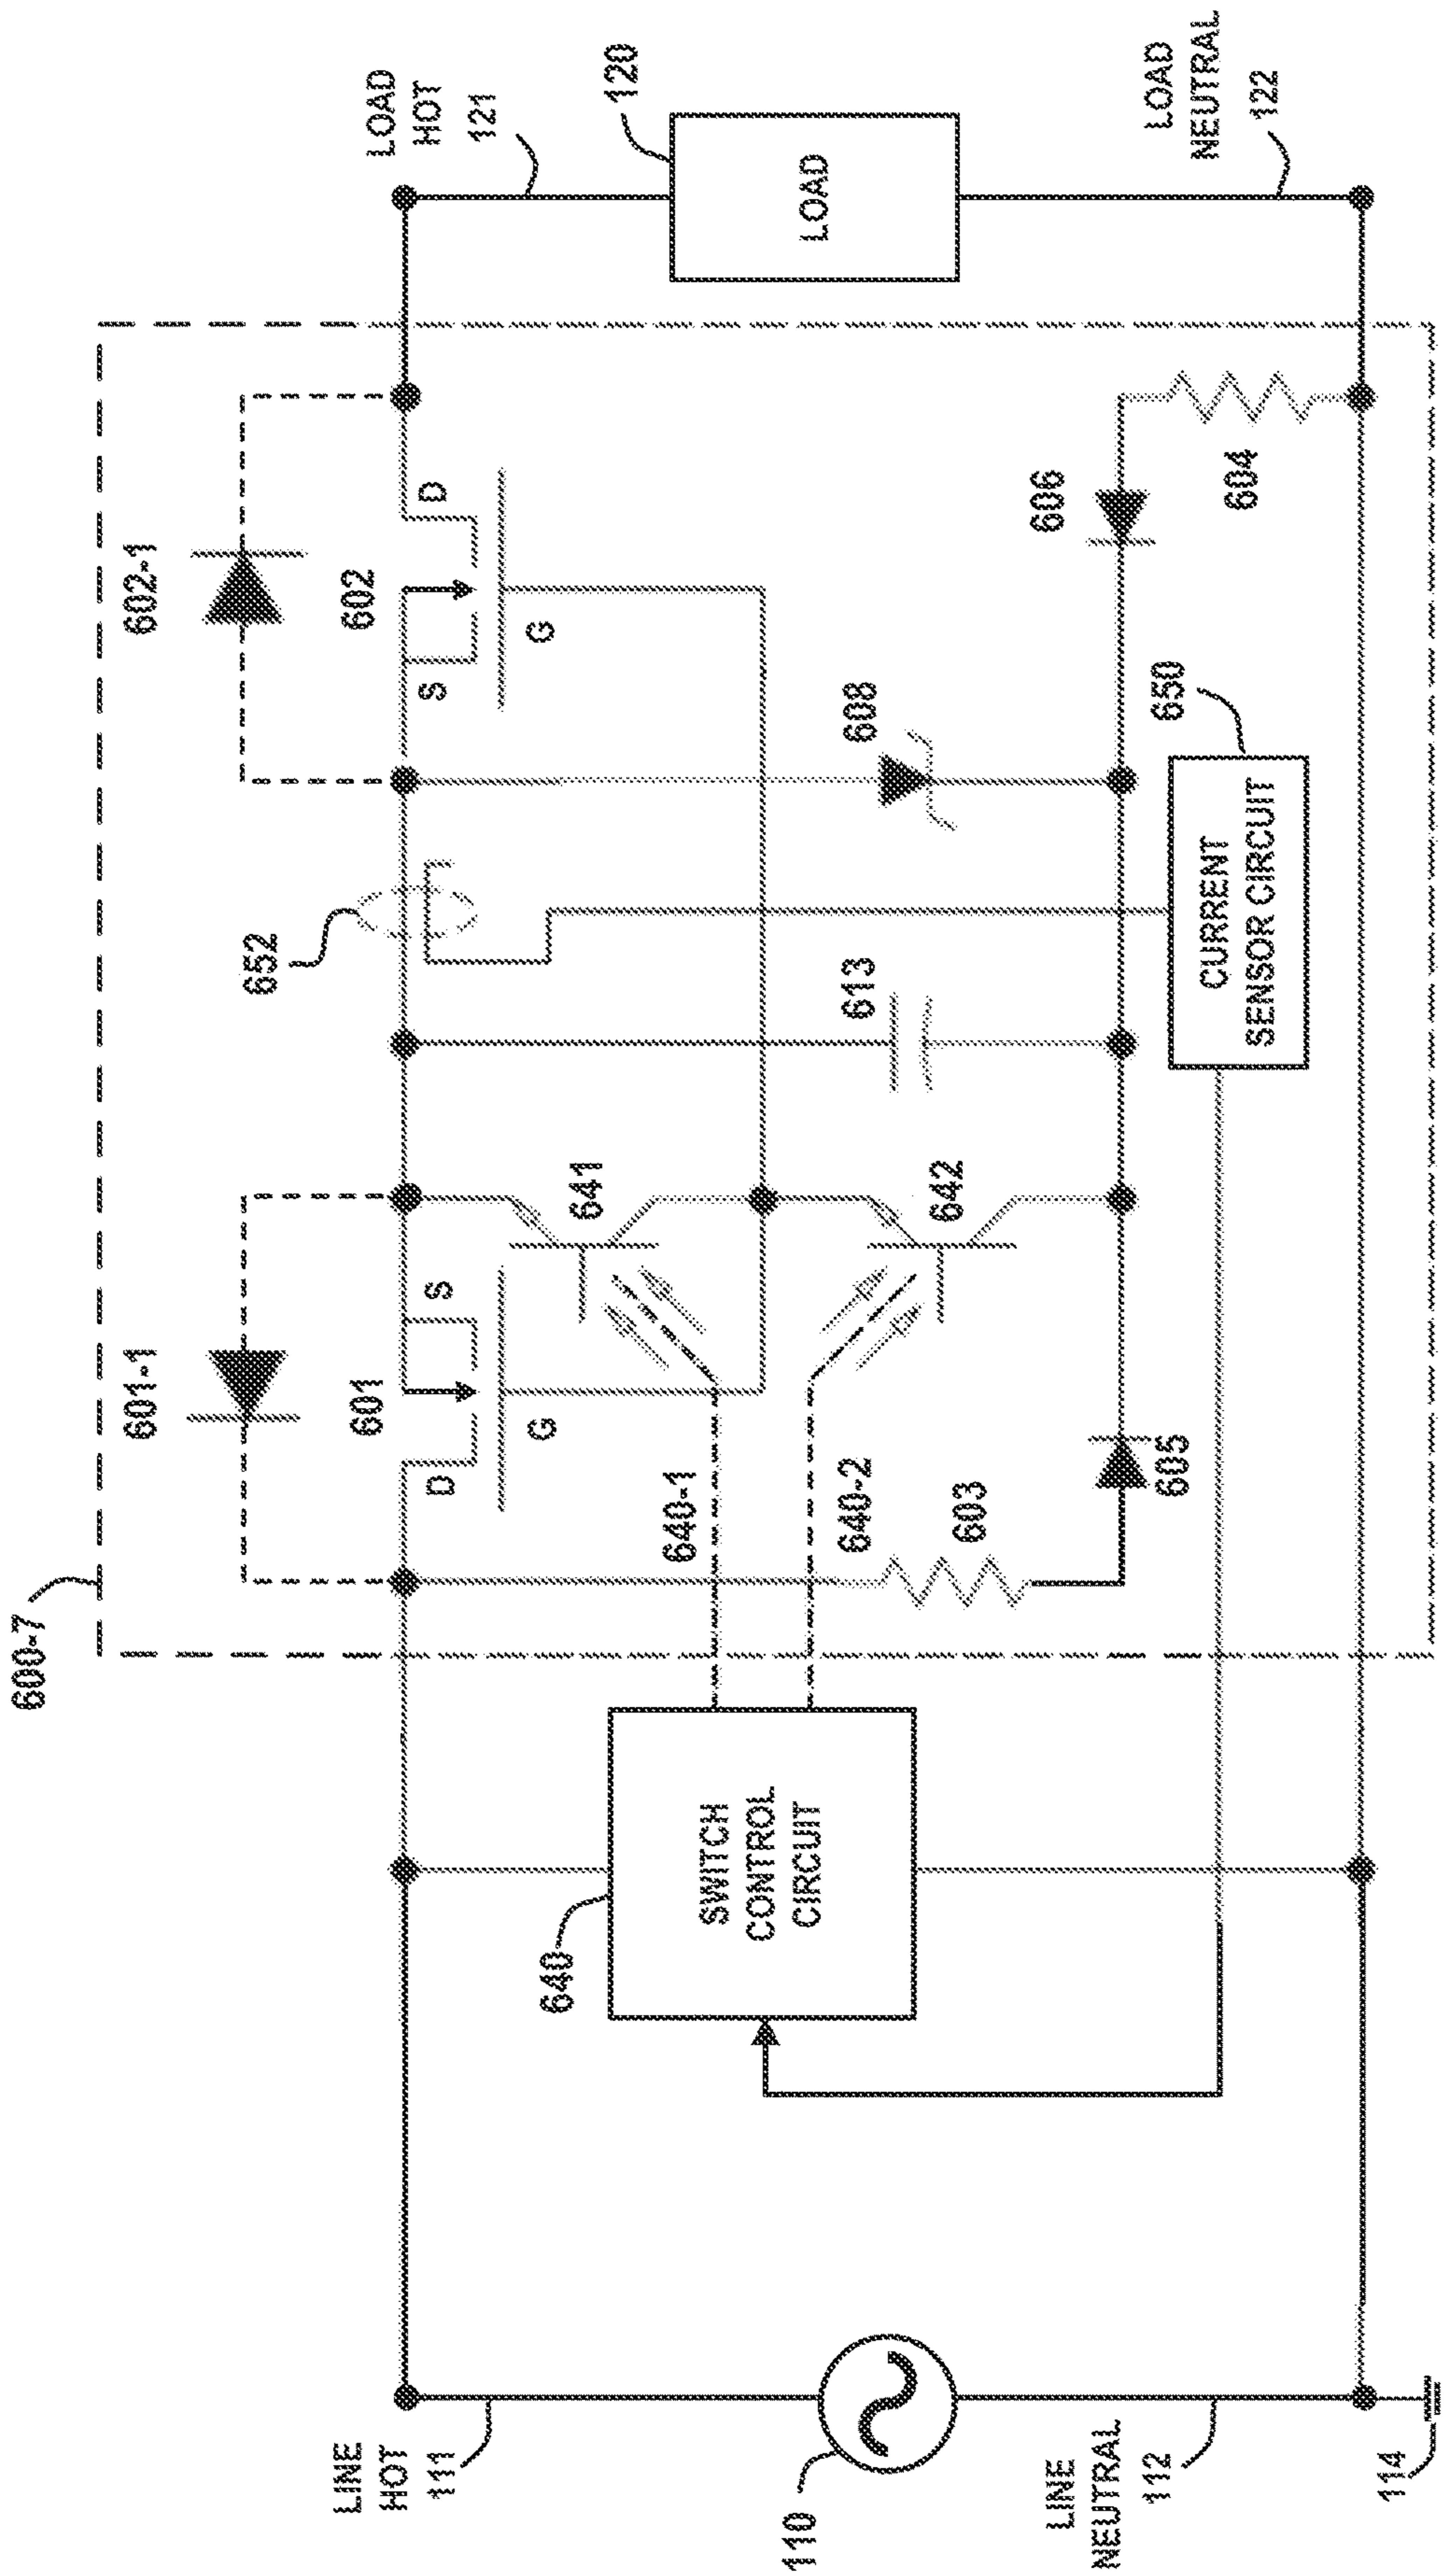 600-7
601-1
602-1
652
LINE
HOT
111
601
D
S
G
602
S
D
G
LOAD
HOT
121
640
SWITCH
CONTROL
CIRCUIT
640-1
640-2
641
642
603
605
613
608
606
604
650
CURRENT
SENSOR CIRCUIT
120
LOAD
110
LINE
NEUTRAL
112
114
LOAD
NEUTRAL
122